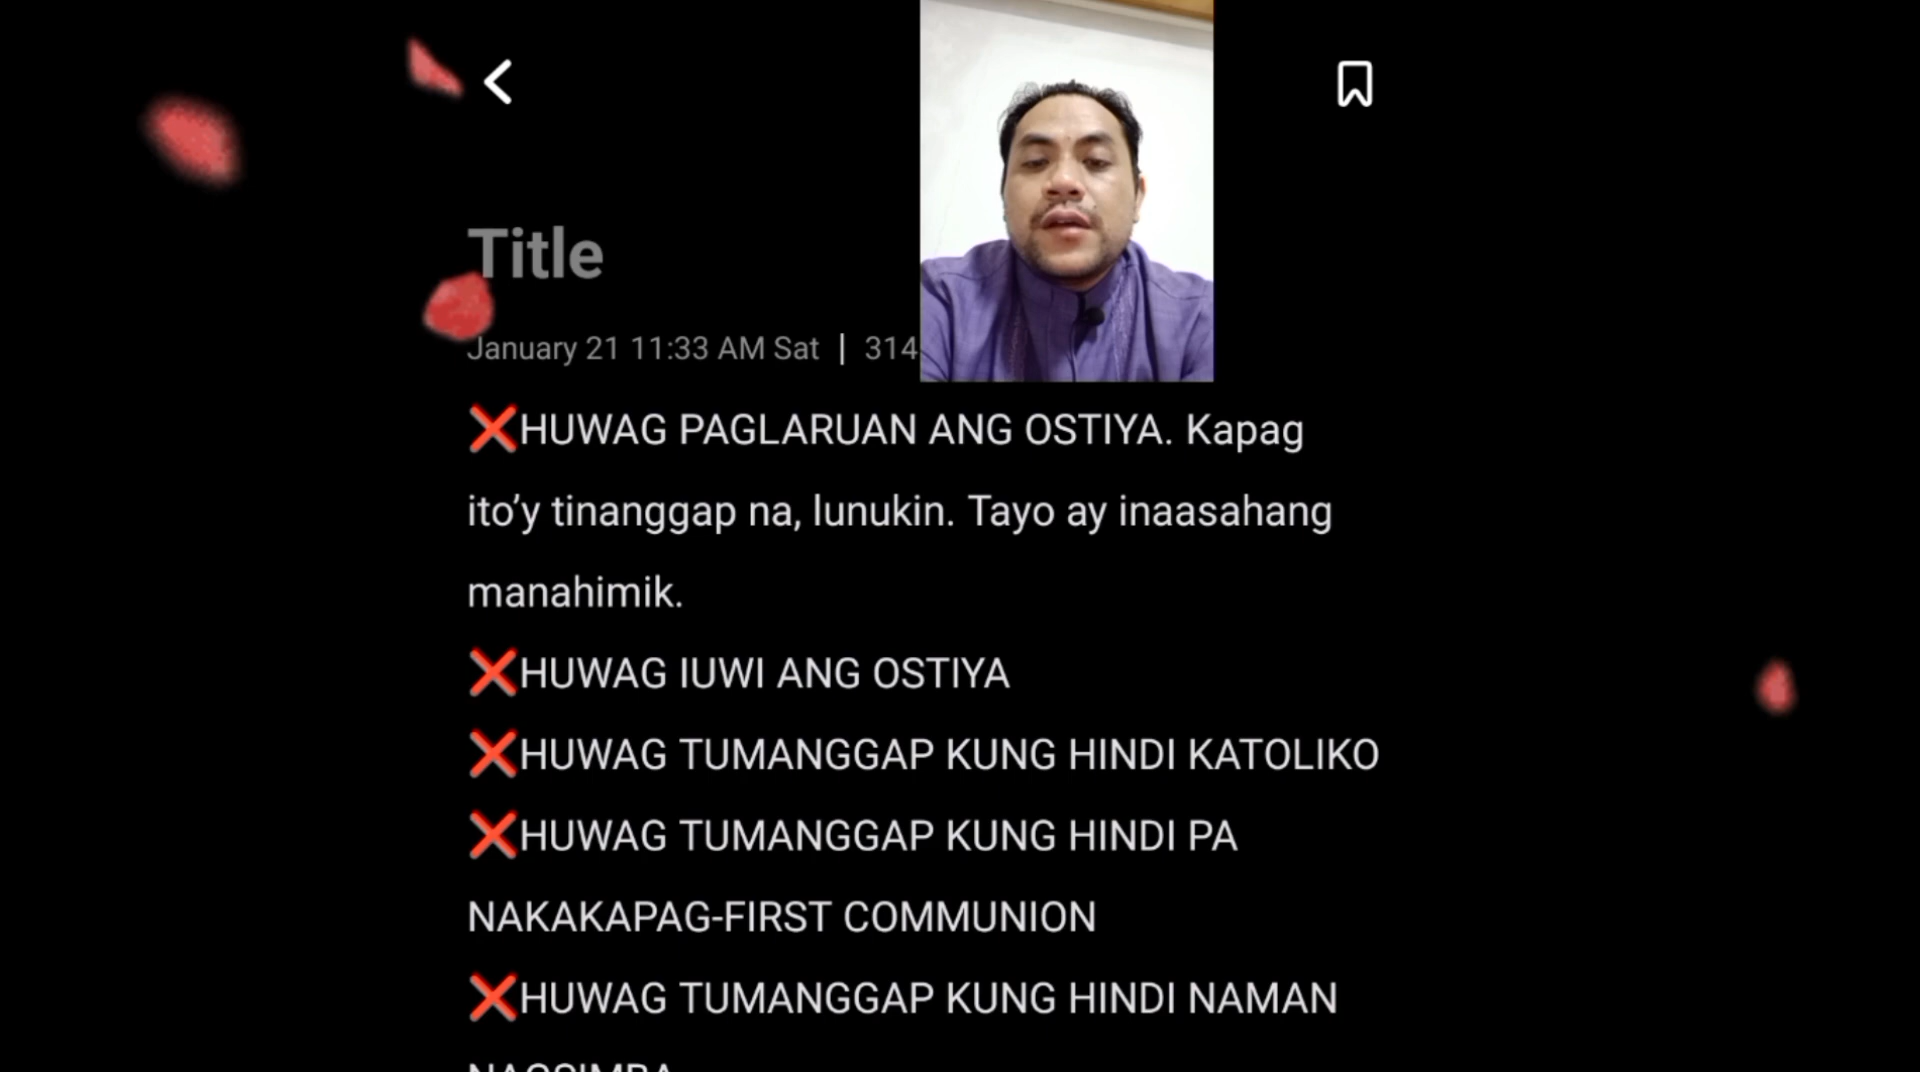 Title
January 21 11:33 AM Sat | 314
❌HUWAG PAGLARUAN ANG OSTIYA. Kapag
ito’y tinanggap na, lunukin. Tayo ay inaasahang
manahimik.
❌HUWAG IUWI ANG OSTIYA
❌HUWAG TUMANGGAP KUNG HINDI KATOLIKO
❌HUWAG TUMANGGAP KUNG HINDI PA
NAKAKAPAG-FIRST COMMUNION
❌HUWAG TUMANGGAP KUNG HINDI NAMAN